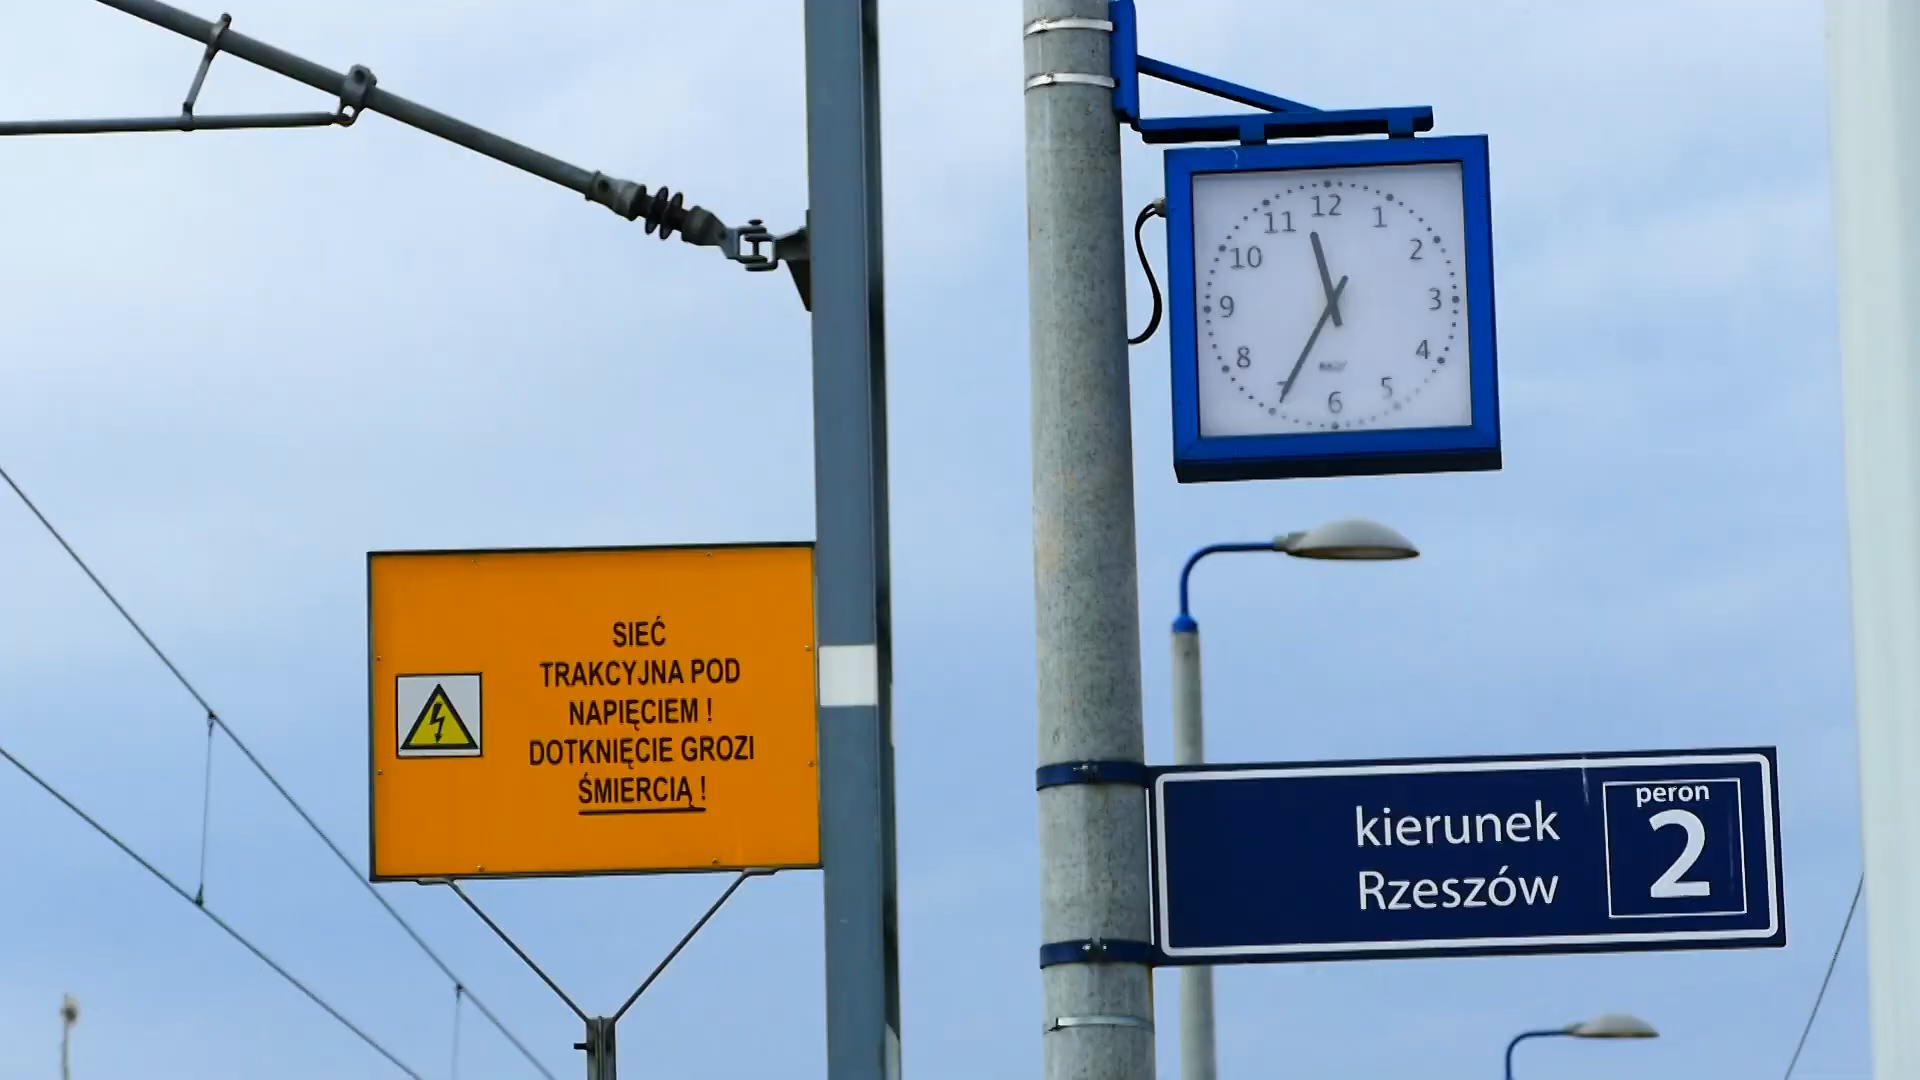 SIEĆ
TRAKCYJNA POD
NAPIĘCIEM !
DOTKNIĘCIE GROZI
ŚMIERCIĄ !
12
1
2
3
4
5
6
8
9
10
11
kierunek
Rzeszów
peron
2